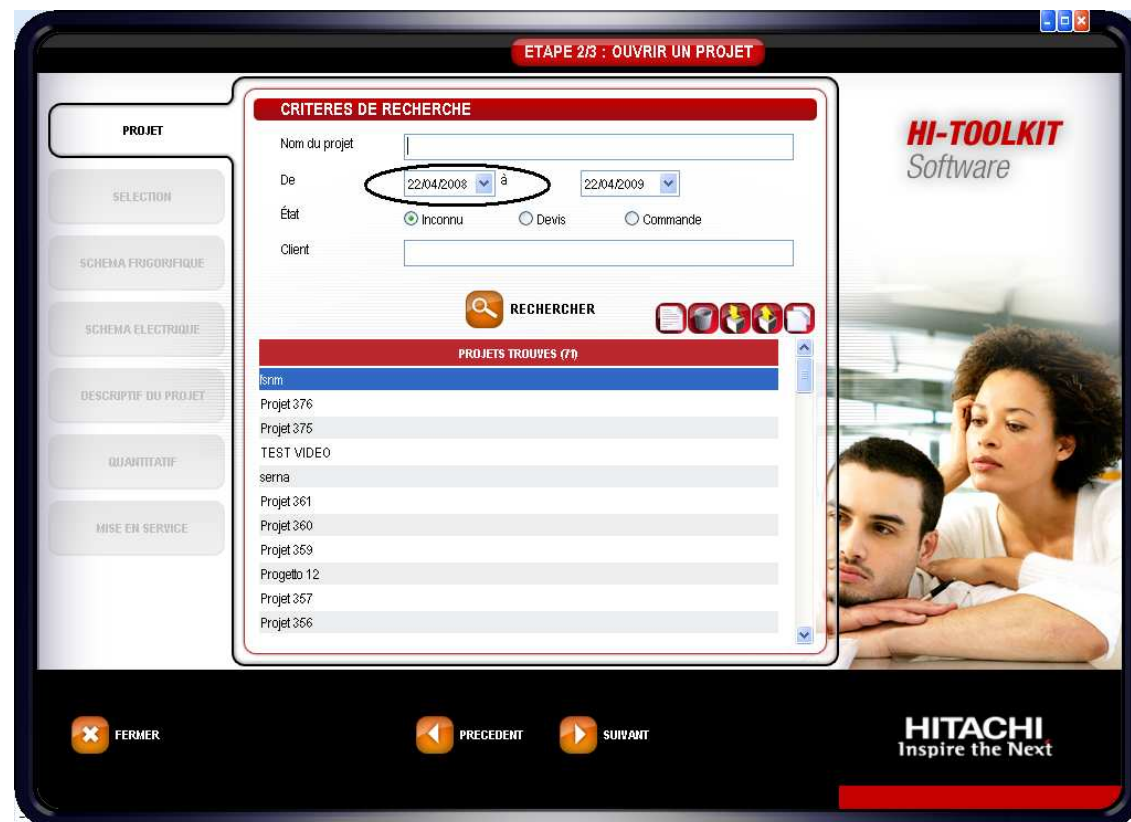 ETAPE 2/3 : OUVRIR UN PROJET
PROJET
SELECTION
SCHEMA FRIGORIFIQUE
SCHEMA ELECTRIQUE
DESCRIPTIF DU PROJET
QUANTITATIF
MISE EN SERVICE
CRITERES DE RECHERCHE
Nom du projet
De 22/04/2008 à 22/04/2009
État Inconnu Devis Commande
Client
RECHERCHER
PROJETS TROUVES (71)
fsnm
Projet 376
Projet 375
TEST VIDEO
serna
Projet 361
Projet 360
Projet 359
Progetto 12
Projet 357
Projet 356
HI-TOOLKIT
Software
FERMER
PRECEDENT
SUIVANT
HITACHI
Inspire the Next